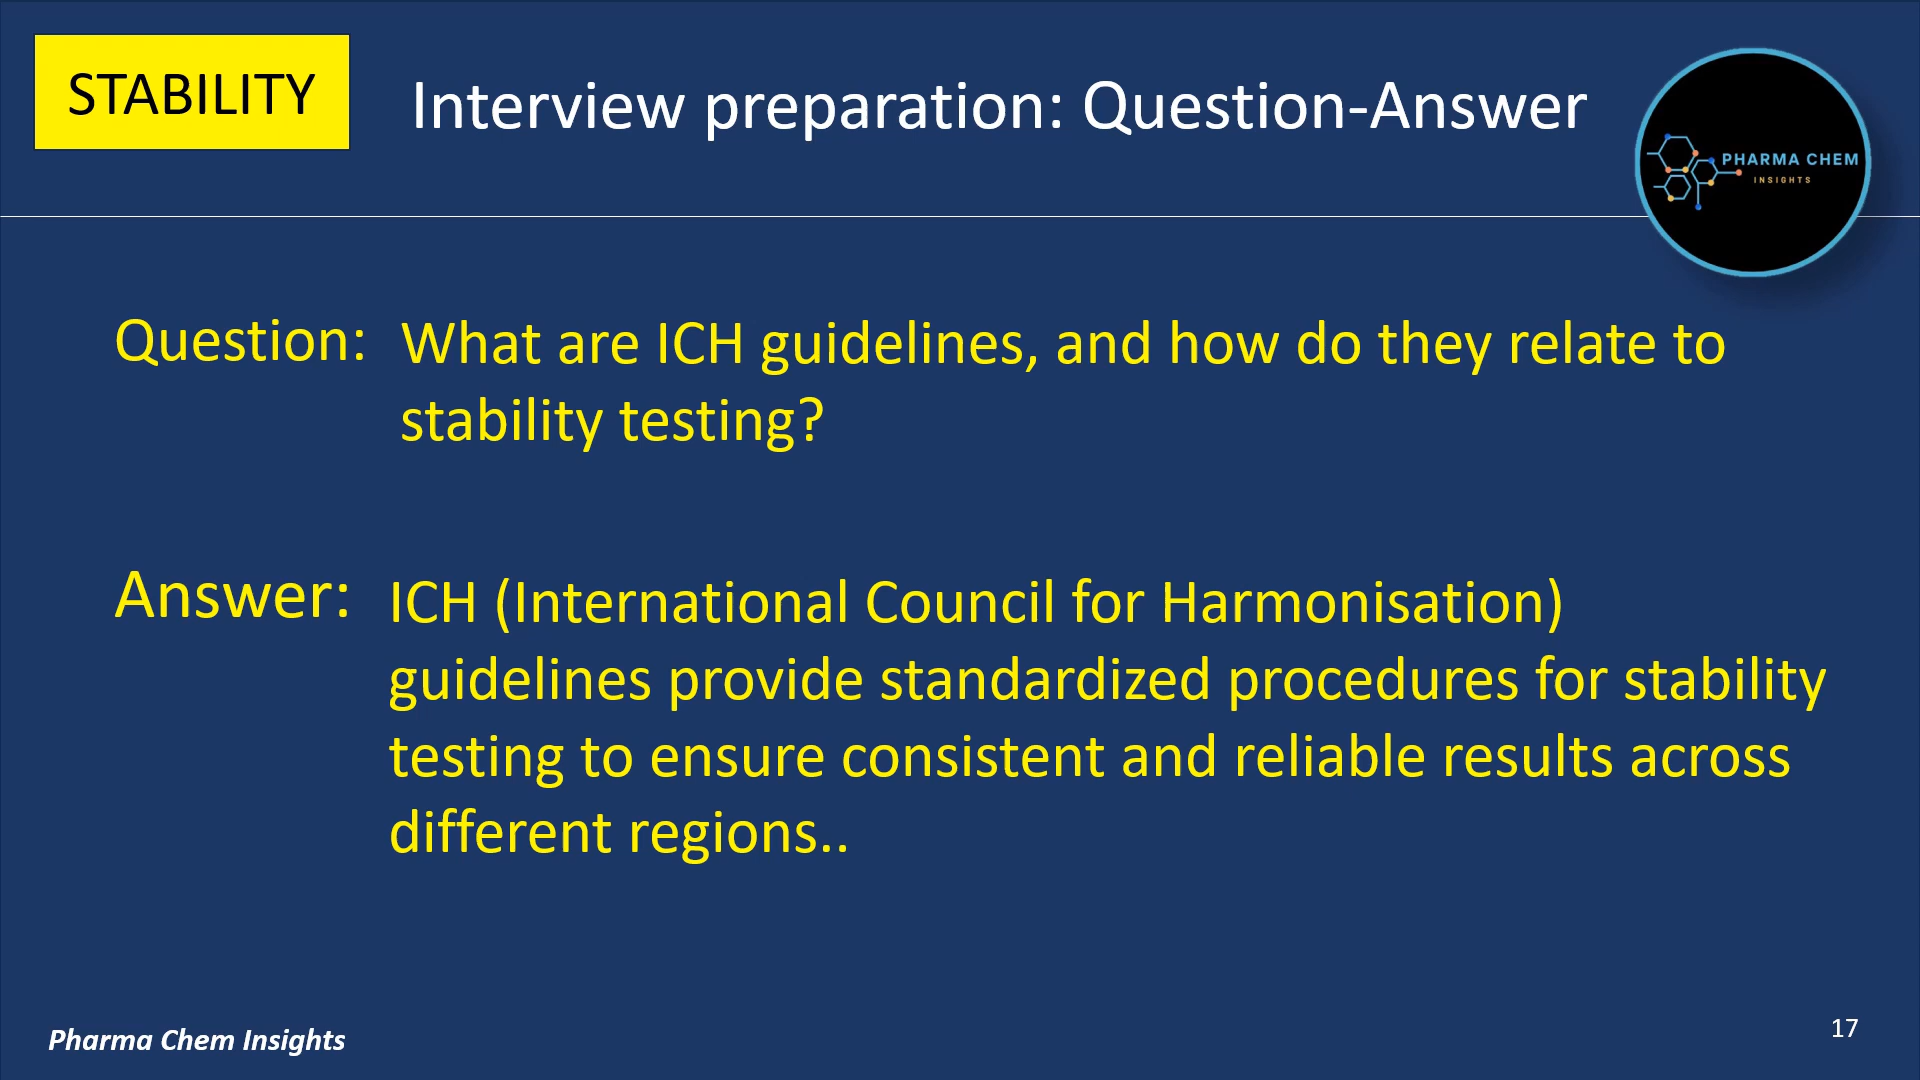 STABILITY
Interview preparation: Question-Answer
PHARMA CHEM
INSIGHTS
Question: What are ICH guidelines, and how do they relate to
stability testing?
Answer: ICH (International Council for Harmonisation)
guidelines provide standardized procedures for stability
testing to ensure consistent and reliable results across
different regions..
Pharma Chem Insights
17